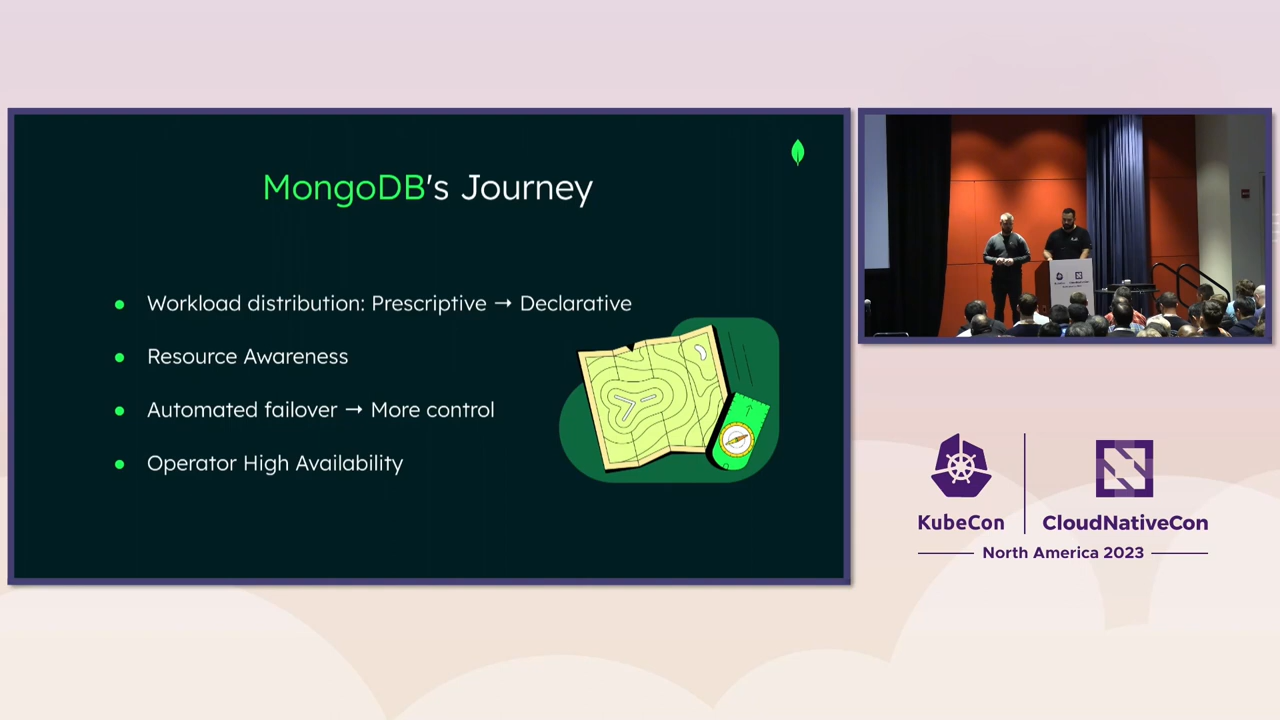 MongoDB's Journey
Workload distribution: Prescriptive → Declarative
Resource Awareness
Automated failover → More control
Operator High Availability
KubeCon
CloudNativeCon
North America 2023